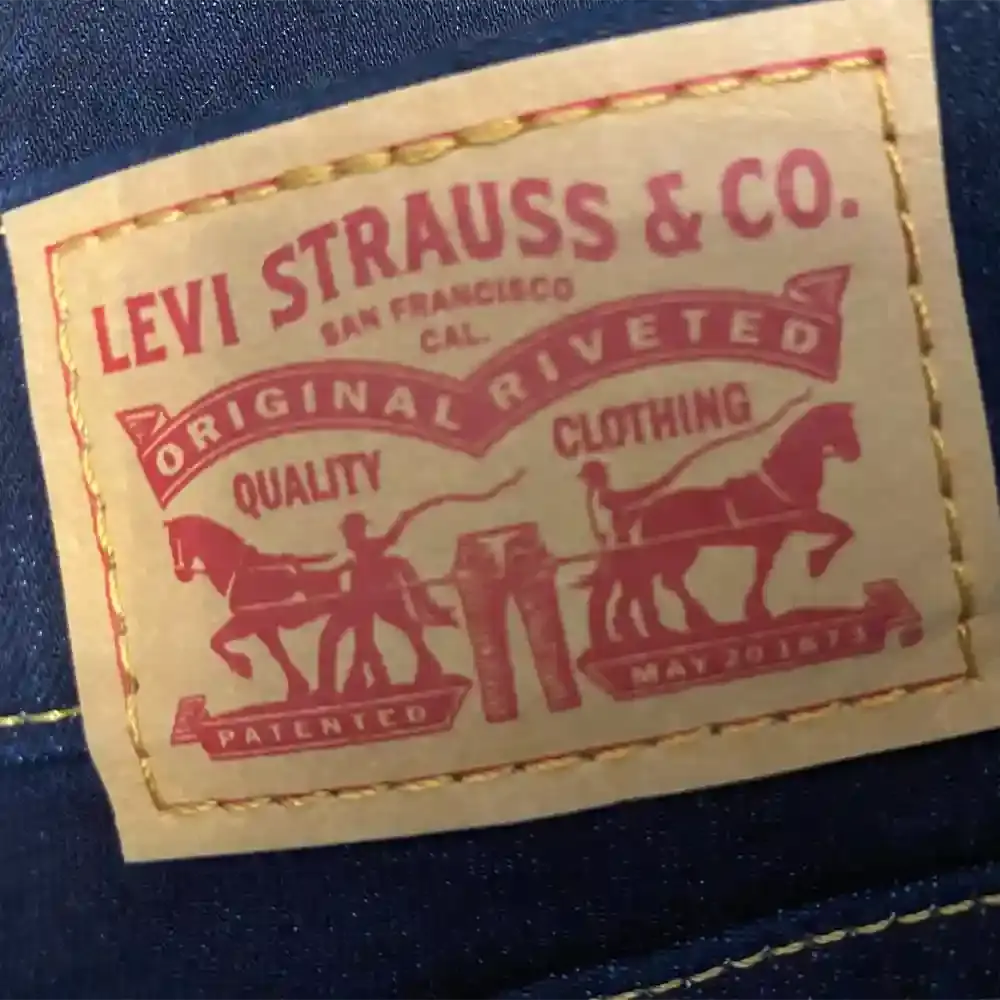 LEVI STRAUSS & CO.
SAN FRANCISCO
CAL.
ORIGINAL RIVETED
QUALITY CLOTHING
PATENTED MAY 20 1873